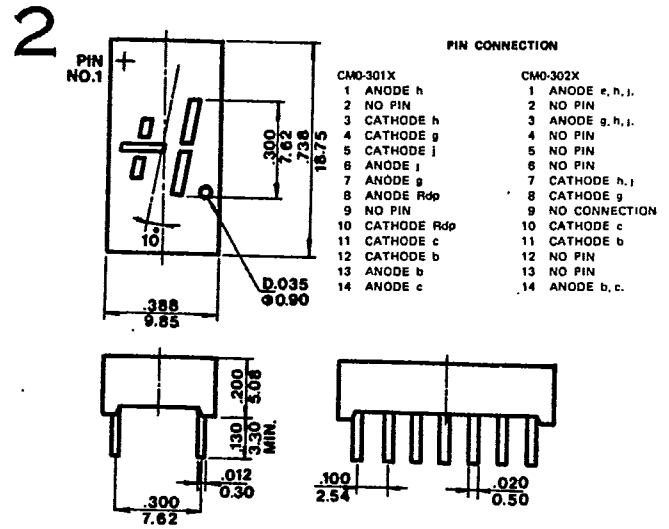 2
PIN
NO.1
10°
.300
7.62
.738
18.75
D.035
Φ0.90
.388
9.85
PIN CONNECTION
CM0-301X
1 ANODE h
2 NO PIN
3 CATHODE h
4 CATHODE g
5 CATHODE j
6 ANODE j
7 ANODE g
8 ANODE Rdp
9 NO PIN
10 CATHODE Rdp
11 CATHODE c
12 CATHODE b
13 ANODE b
14 ANODE c
CM0-302X
1 ANODE e, h, j.
2 NO PIN
3 ANODE g, h, j.
4 NO PIN
5 NO PIN
6 NO PIN
7 CATHODE h, j
8 CATHODE g
9 NO CONNECTION
10 CATHODE c
11 CATHODE b
12 NO PIN
13 NO PIN
14 ANODE b, c.
.200
5.08
.130
3.30
MIN.
.012
0.30
.300
7.62
.100
2.54
.020
0.50